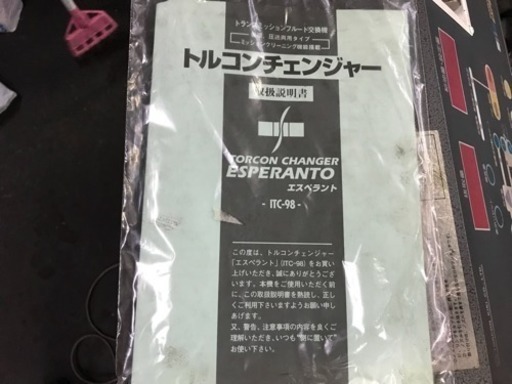 トランスミッションフルード交換機
圧送両用タイプ
ミッションクリーニング機能搭載
トルコンチェンジャー
取扱説明書
TORCON CHANGER
ESPERANTO
エスペラント
- ITC-98 -
この度は、トルコンチェンジャー
「エスペラント」(ITC-98)をお買い
上げいただき、誠にありがとうござ
います。本機をご使用いただく前
に、この取扱説明書を熟読し、正し
くご利用下さいますようお願い申し
あげます。
又、警告、注意事項の内容を良くご
理解いただき、いつも“側に置いて”
お使い下さい。